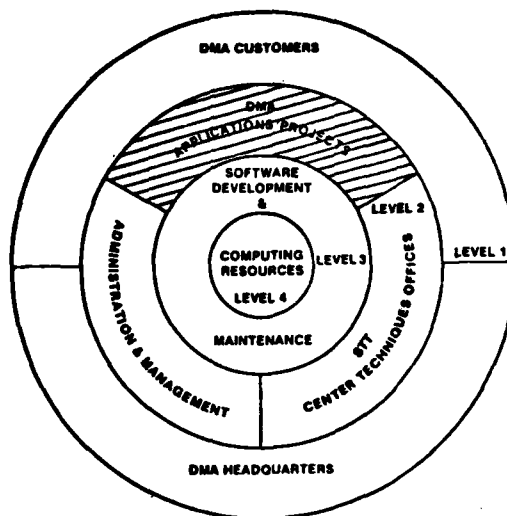 DMA CUSTOMERS
DMA
APPLICATIONS PROJECTS
SOFTWARE
DEVELOPMENT
&
LEVEL 2
LEVEL 1
COMPUTING
RESOURCES
LEVEL 3
LEVEL 4
MAINTENANCE
ADMINISTRATION & MANAGEMENT
STT
CENTER TECHNIQUES OFFICES
DMA HEADQUARTERS